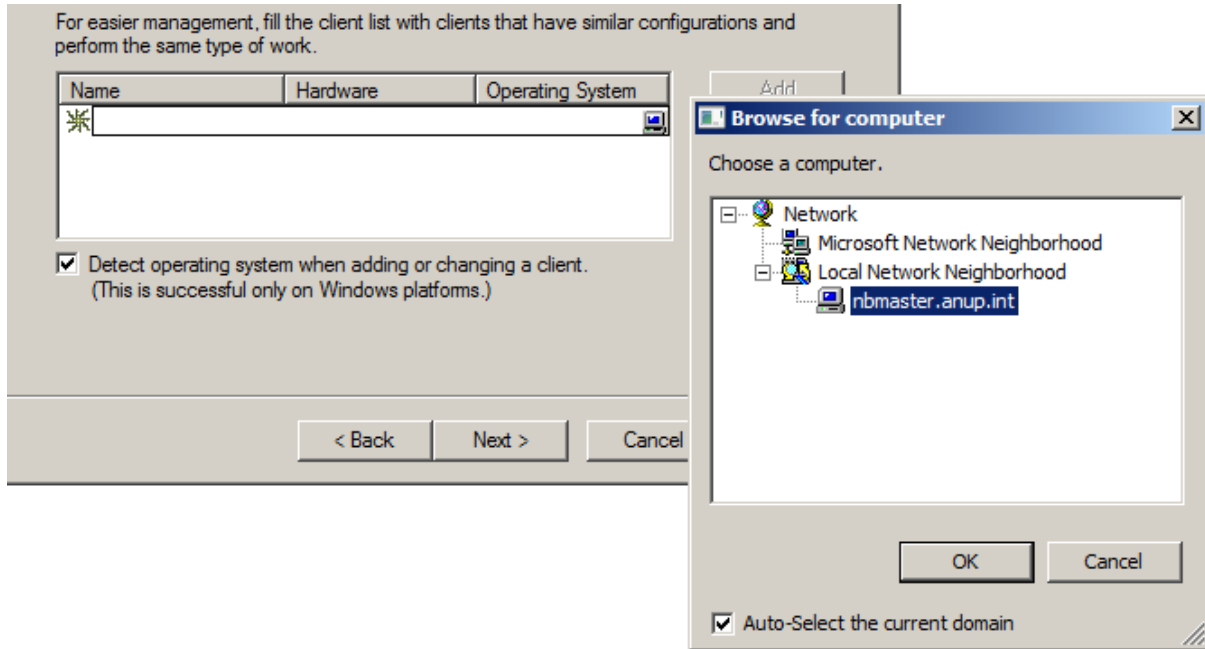 For easier management, fill the client list with clients that have similar configurations and
perform the same type of work.
Name Hardware Operating System
Add
Detect operating system when adding or changing a client.
(This is successful only on Windows platforms.)
< Back Next > Cancel
Browse for computer
Choose a computer.
Network
Microsoft Network Neighborhood
Local Network Neighborhood
nbmaster.anup.int
OK Cancel
Auto-Select the current domain